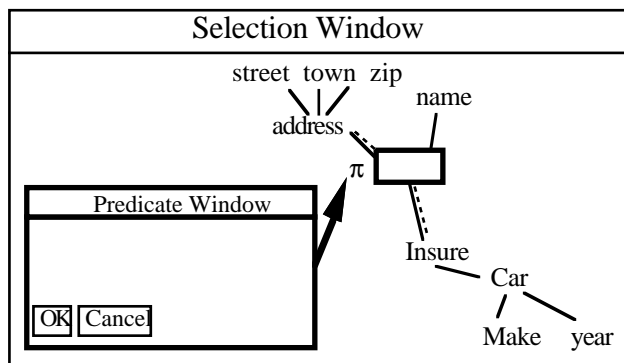 Selection Window
street town zip
name
address
π
Predicate Window
Insure
Car
OK Cancel
Make year